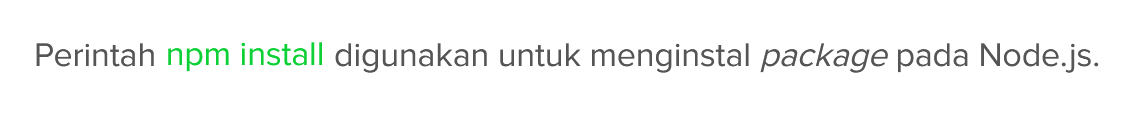 Perintah npm install digunakan untuk menginstal package pada Node.js.